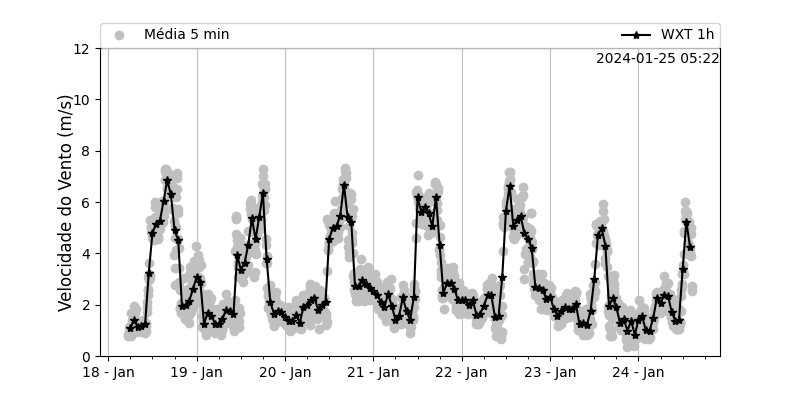 Média 5 min
WXT 1h
2024-01-25 05:22
Velocidade do Vento (m/s)
12
10
8
6
4
2
0
18 - Jan
19 - Jan
20 - Jan
21 - Jan
22 - Jan
23 - Jan
24 - Jan